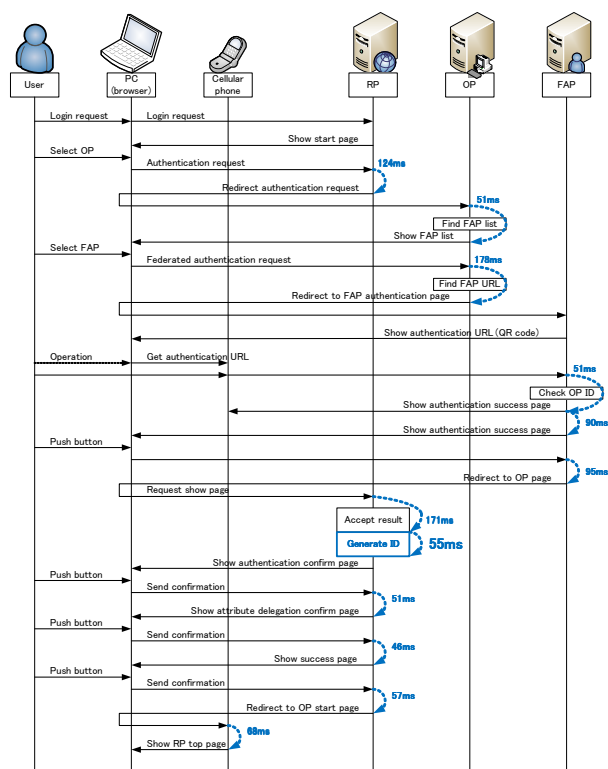 User
PC
(browser)
Cellular
phone
RP
OP
FAP
Login request
Login request
Show start page
Select OP
Authentication request
124ms
Redirect authentication request
51ms
Find FAP list
Show FAP list
Select FAP
Federated authentication request
178ms
Find FAP URL
Redirect to FAP authentication page
Show authentication URL (QR code)
Operation
Get authentication URL
51ms
Check OP ID
Show authentication success page
90ms
Show authentication success page
Push button
95ms
Redirect to OP page
Request show page
Accept result
171ms
Generate ID
55ms
Show authentication confirm page
Push button
Send confirmation
51ms
Show attribute delegation confirm page
Push button
Send confirmation
46ms
Show success page
Push button
Send confirmation
57ms
Redirect to OP start page
68ms
Show RP top page